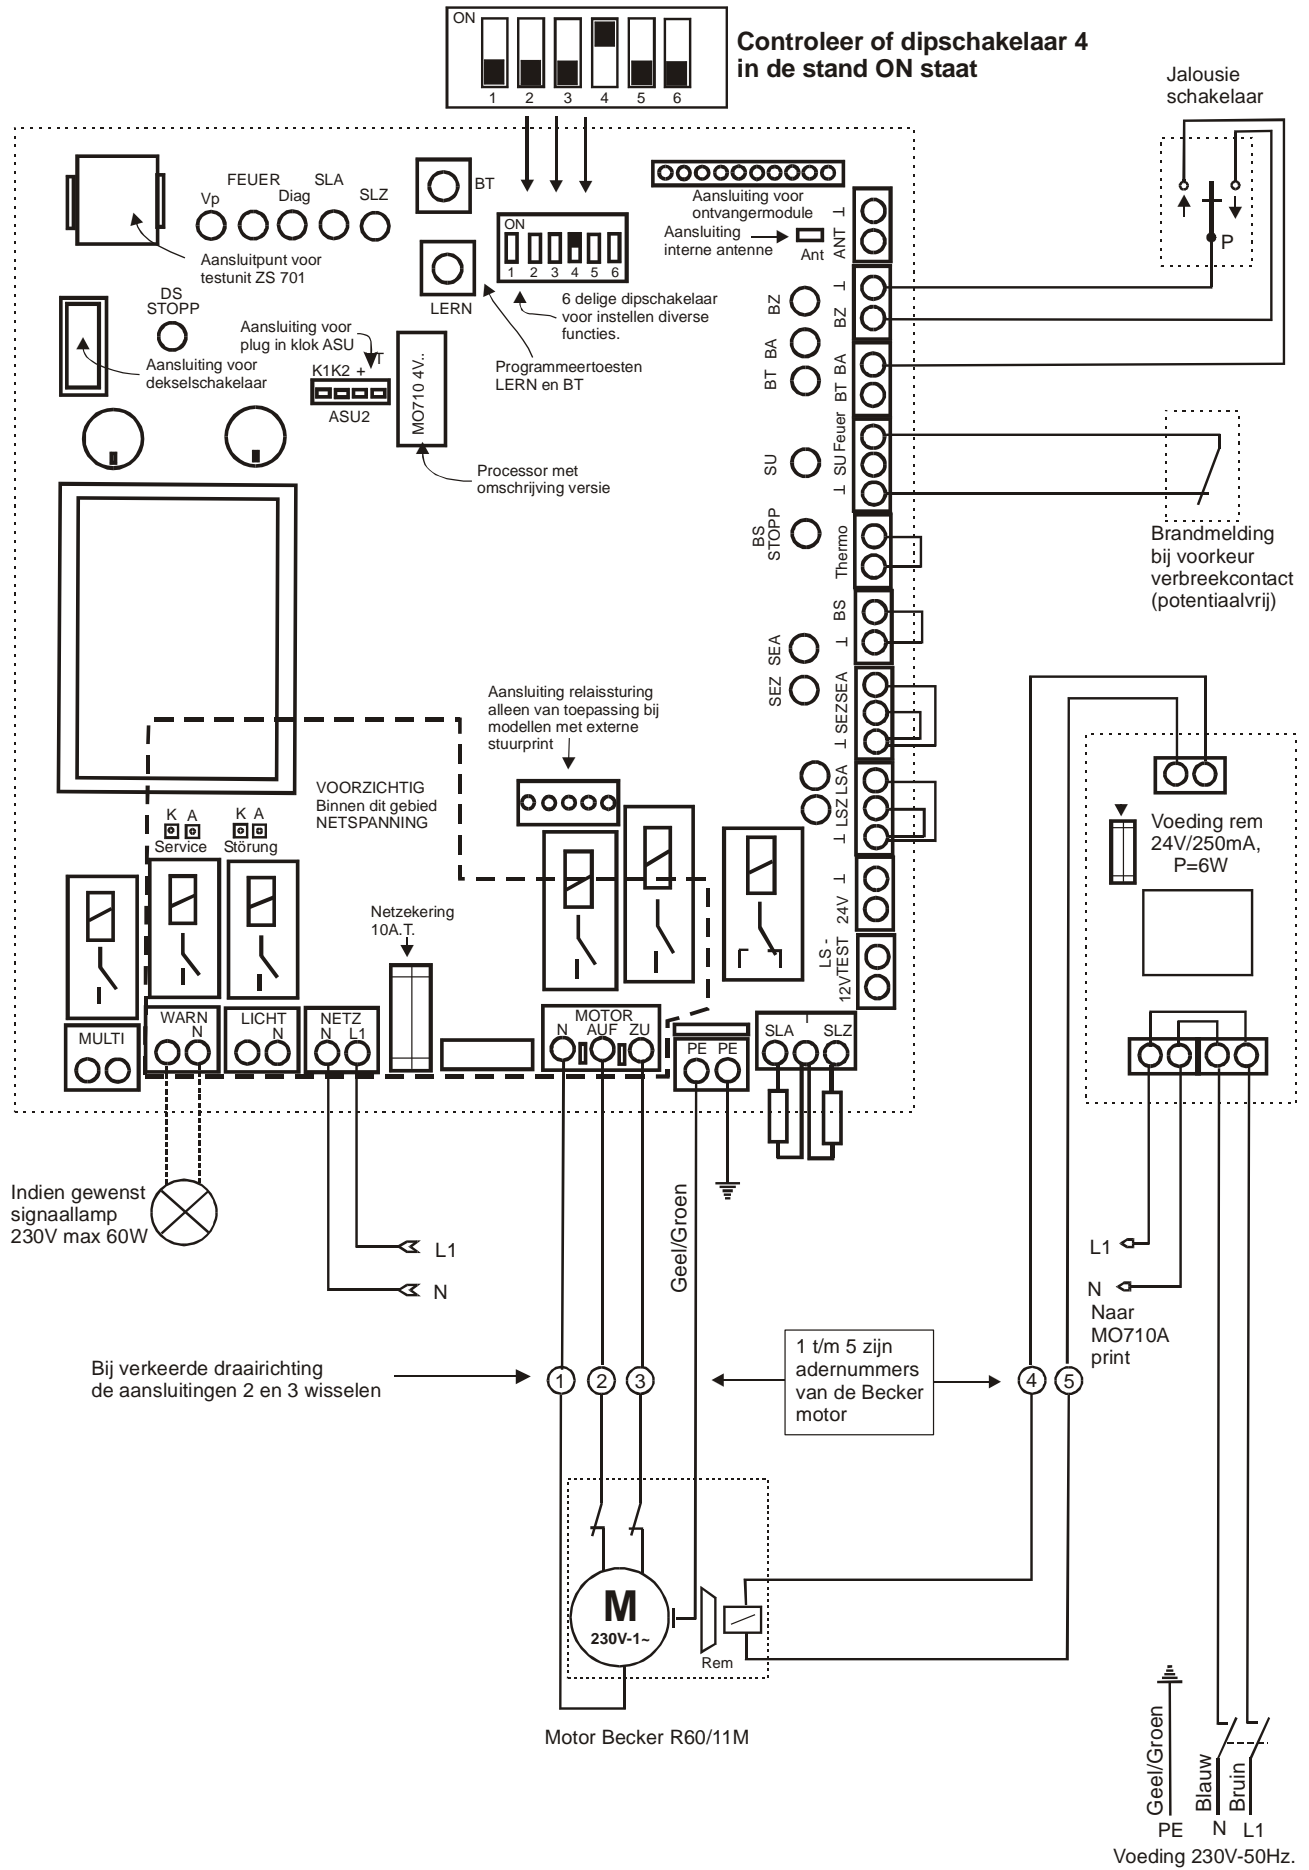 ON
1 2 3 4 5 6
Controleer of dipschakelaar 4
in de stand ON staat
Jalousie
schakelaar
P
FEUER SLA
Vp Diag SLZ
BT
LERN
ON
1 2 3 4 5 6
Aansluiting voor
ontvangermodule
Aansluiting
interne antenne
Ant
Aansluitpunt voor
testunit ZS 701
DS
STOPP
Aansluiting voor
dekselschakelaar
Aansluiting voor
plug in klok ASU
K1K2 + T
ASU2
MO710 4V..
6 delige dipschakelaar
voor instellen diverse
functies.
Programmeertoesten
LERN en BT
Processor met
omschrijving versie
BZ
BT BA
SU
BS
STOPP
SEZ SEA
ANT ⊥
BZ ⊥
BT BA
⊥ SU Feuer
Thermo
⊥ BS
⊥ SEZSEA
⊥ LSZ LSA
24V ⊥
LS -
12VTEST
Brandmelding
bij voorkeur
verbreekcontact
(potentiaalvrij)
Aansluiting relaissturing
alleen van toepassing bij
modellen met externe
stuurprint
VOORZICHTIG
Binnen dit gebied
NETSPANNING
K A
Service
K A
Störung
Netzekering
10A.T.
Voeding rem
24V/250mA,
P=6W
MULTI
WARN
N
LICHT
N
NETZ
N L1
MOTOR
N AUF ZU
PE PE
SLA SLZ
Indien gewenst
signaallamp
230V max 60W
L1
N
Geel/Groen
L1
N
Naar
MO710A
print
Bij verkeerde draairichting
de aansluitingen 2 en 3 wisselen
1 2 3
1 t/m 5 zijn
adernummers
van de Becker
motor
4 5
M
230V-1~
Rem
Motor Becker R60/11M
Geel/Groen
Blauw
Bruin
PE N L1
Voeding 230V-50Hz.